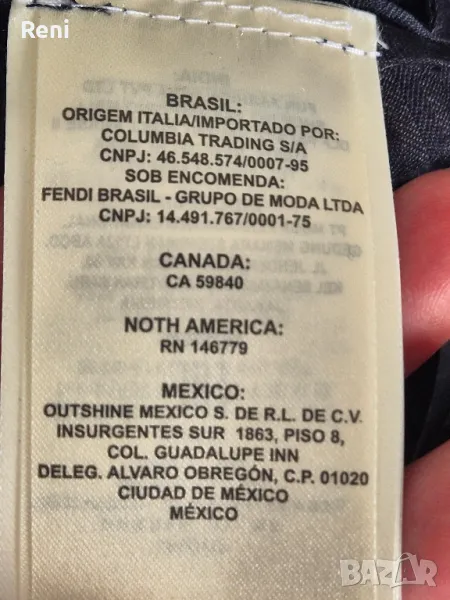 Reni
BRASIL:
ORIGEM ITALIA/IMPORTADO POR:
COLUMBIA TRADING S/A
CNPJ: 46.548.574/0007-95
SOB ENCOMENDA:
FENDI BRASIL - GRUPO DE MODA LTDA
CNPJ: 14.491.767/0001-75
CANADA:
CA 59840
NOTH AMERICA:
RN 146779
MEXICO:
OUTSHINE MEXICO S. DE R.L. DE C.V.
INSURGENTES SUR 1863, PISO 8,
COL. GUADALUPE INN
DELEG. ALVARO OBREGÓN, C.P. 01020
CIUDAD DE MÉXICO
MÉXICO
BAZAR